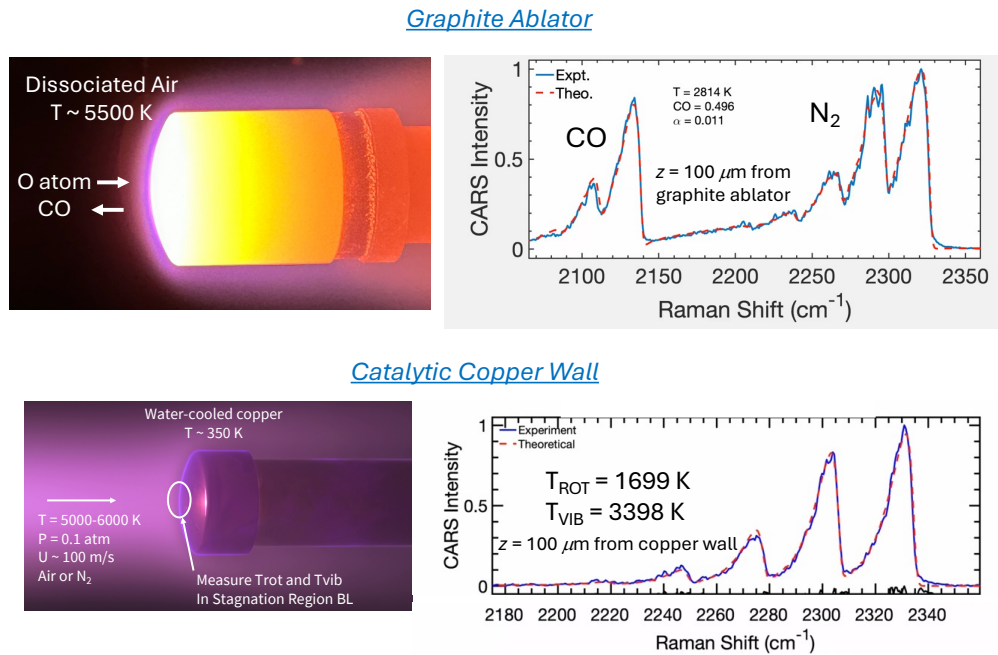 Graphite Ablator
Dissociated Air
T ~ 5500 K
O atom
CO
CARS Intensity
1
0.5
0
Expt.
Theo.
T = 2814 K
CO = 0.496
α = 0.011
CO
N2
z = 100 μm from
graphite ablator
2100 2150 2200 2250 2300 2350
Raman Shift (cm-1)
Catalytic Copper Wall
Water-cooled copper
T ~ 350 K
T = 5000-6000 K
P = 0.1 atm
U ~ 100 m/s
Air or N2
Measure Trot and Tvib
In Stagnation Region BL
CARS Intensity
1
0.5
0
Experiment
Theoretical
TROT = 1699 K
TVIB = 3398 K
z = 100 μm from copper wall
2180 2200 2220 2240 2260 2280 2300 2320 2340
Raman Shift (cm-1)